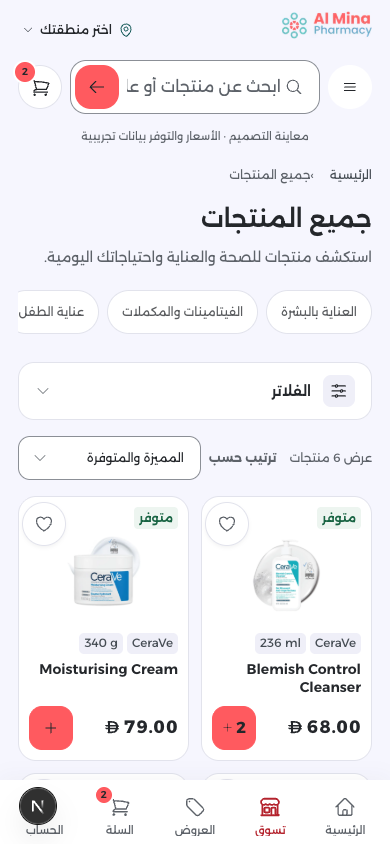 Al Mina
Pharmacy
اختر منطقتك
ابحث عن منتجات أو عا
2
معاينة التصميم · الأسعار والتوفر بيانات تجريبية
الرئيسية ‹ جميع المنتجات
جميع المنتجات
استكشف منتجات للصحة والعناية واحتياجاتك اليومية.
العناية بالبشرة
الفيتامينات والمكملات
عناية الطفل
الفلاتر
عرض 6 منتجات
ترتيب حسب
المميزة والمتوفرة
متوفر
CeraVe
236 ml
Blemish Control
Cleanser
68.00
2 +
متوفر
CeraVe
CeraVe
340 g
Moisturising Cream
79.00
+
الرئيسية
تسوق
العروض
2
السلة
N
الحساب